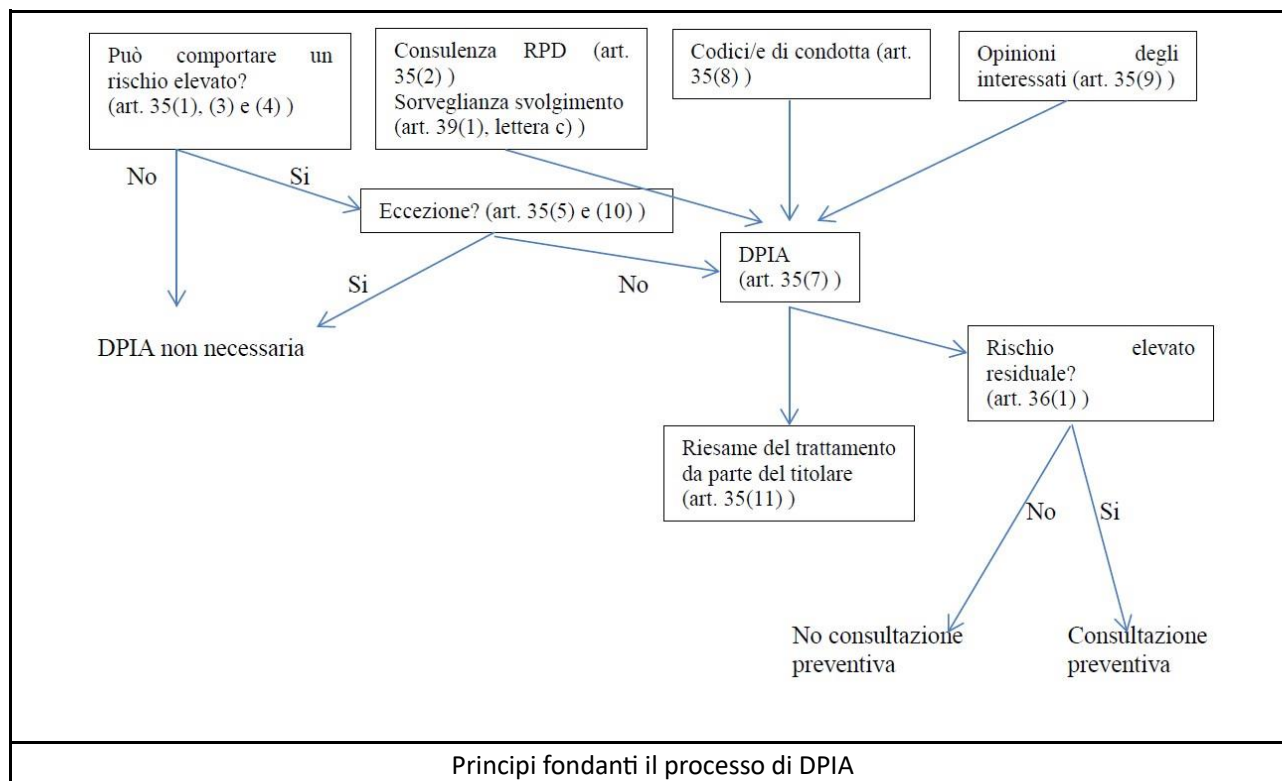 Può comportare un
rischio elevato?
(art. 35(1), (3) e (4) )
Consulenza RPD (art.
35(2) )
Sorveglianza svolgimento
(art. 39(1), lettera c) )
Codici/e di condotta (art.
35(8) )
Opinioni degli
interessati (art. 35(9) )
No
Si
Eccezione? (art. 35(5) e (10) )
DPIA
(art. 35(7) )
Si
No
DPIA non necessaria
Rischio elevato
residuale?
(art. 36(1) )
Riesame del trattamento
da parte del titolare
(art. 35(11) )
No
Si
No consultazione
preventiva
Consultazione
preventiva
Principi fondanti il processo di DPIA